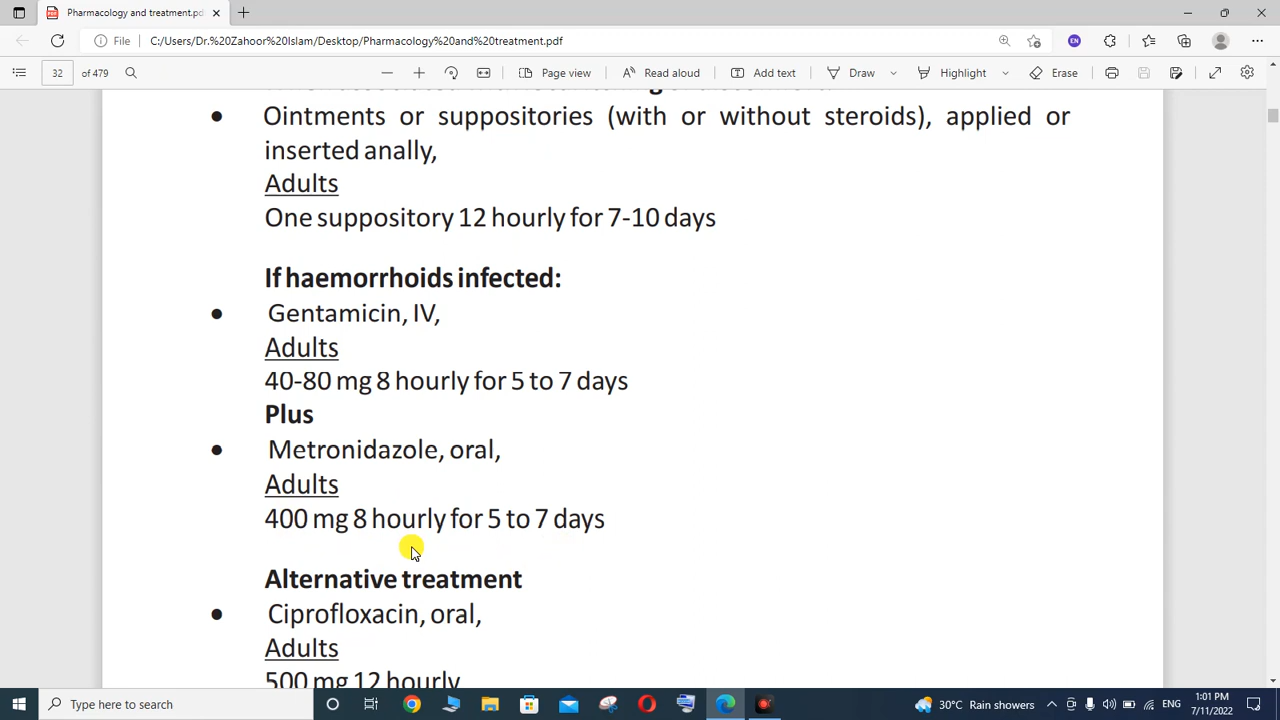 Pharmacology and treatment.pd
File
C:/Users/Dr.%20Zahoor%20Islam/Desktop/Pharmacology%20and%20treatment.pdf
EN
32 of 479
Page view
Read aloud
Add text
Draw
Highlight
Erase
• Ointments or suppositories (with or without steroids), applied or
inserted anally,
Adults
One suppository 12 hourly for 7-10 days
If haemorrhoids infected:
• Gentamicin, IV,
Adults
40-80 mg 8 hourly for 5 to 7 days
Plus
• Metronidazole, oral,
Adults
400 mg 8 hourly for 5 to 7 days
Alternative treatment
• Ciprofloxacin, oral,
Adults
500 mg 12 hourly
Type here to search
30°C Rain showers
ENG
1:01 PM
7/11/2022